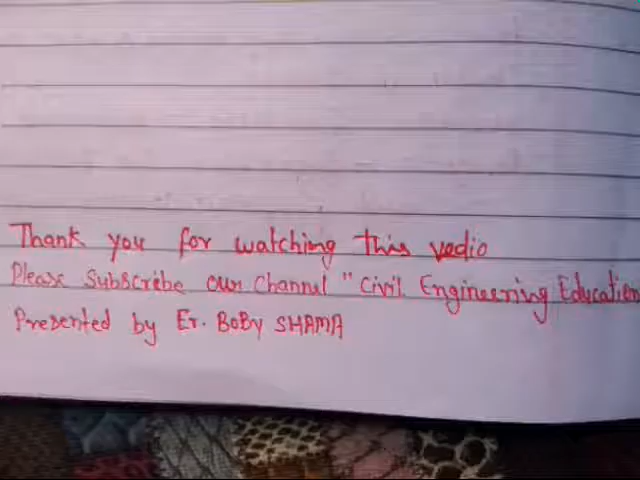 Thank you for watching this vedio
Please Subscribe our Channel " Civil Engineering Education
Presented by Er. BoBy SHAMA